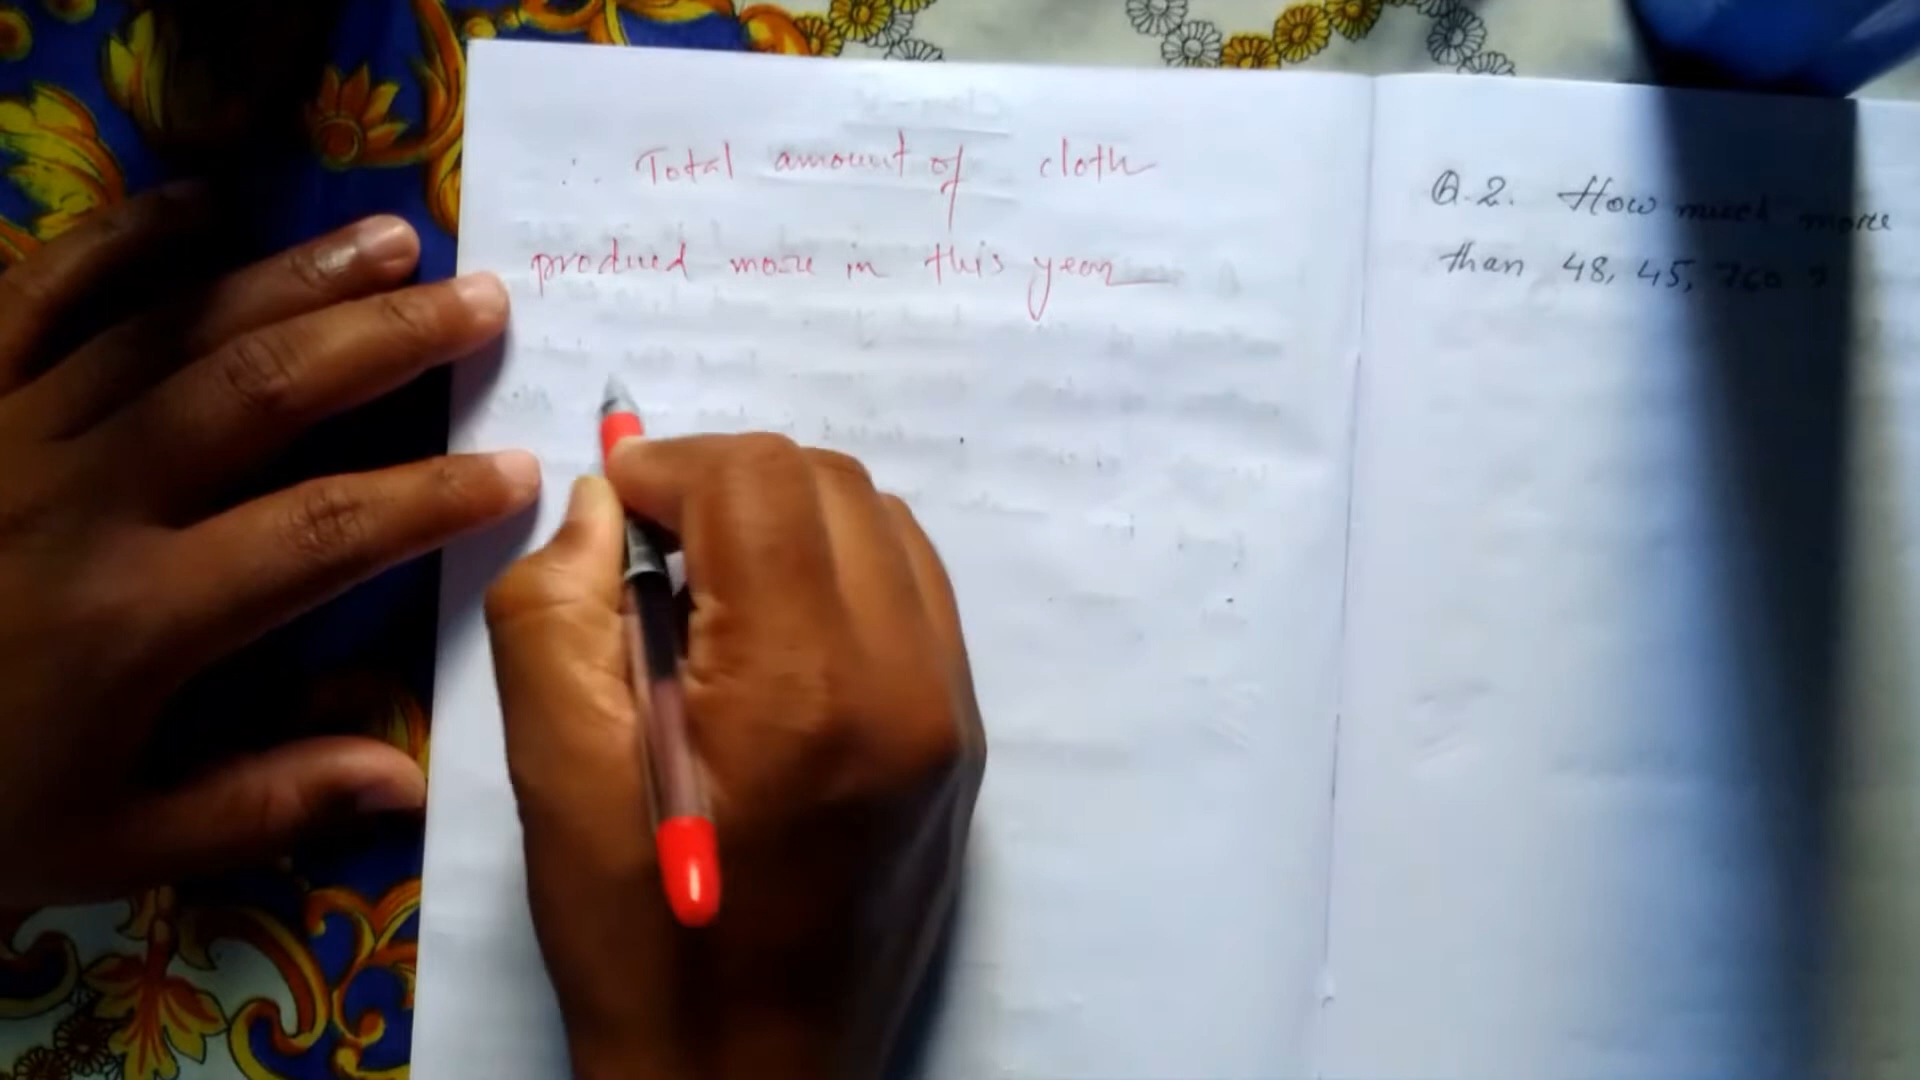 ∴ Total amount of cloth
produced more in this year
Q.2. How much more
than 48, 45, 760 ?